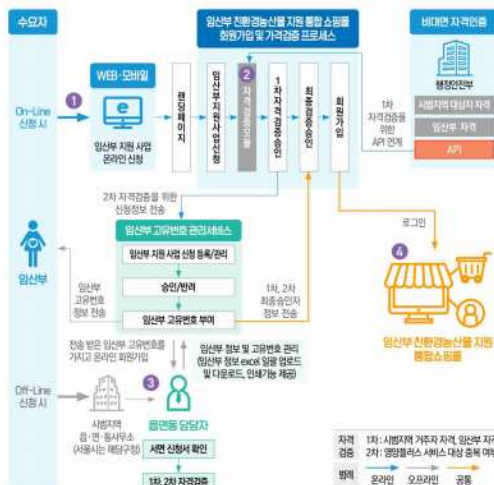 수요자
임산부 친환경농산물 지원 통합 쇼핑몰
회원가입 및 가격검증 프로세스
비대면 자격인증
On-Line
신청 시
1
WEB·모바일
임산부 지원 사업
온라인 신청
랜딩페이지
임산부지원사업신청
2
자격검증모듈
1차자격검증승인
최종검증승인
회원가입
1차
자격검증을
위한
API 연계
행정안전부
시범지역 대상자 자격
임산부 자격
API
2차 자격검증을 위한
신청정보 전송
임산부 고유번호 관리서비스
임산부 지원 사업 신청 등록/관리
승인/반려
임산부 고유번호 부여
임산부
임산부
고유번호
정보 전송
1차, 2차
최종승인자
정보 전송
로그인
4
임산부 친환경농산물 지원
통합쇼핑몰
전송 받은 임산부 고유번호를
가지고 온라인 회원가입
임산부 정보 및 고유번호 관리
(임산부 정보 excel 일괄 업로드
및 다운로드, 인쇄기능 제공)
Off-Line
신청 시
3
시범지역
읍·면·동사무소
(서울시는 해당구청)
읍면동 담당자
서면 신청서 확인
1차, 2차 자격검증
자격
검증
1차 : 시범지역 거주자 자격, 임산부 자격
2차 : 영양플러스 서비스 대상 중복 여부
범례
온라인
오프라인
공통